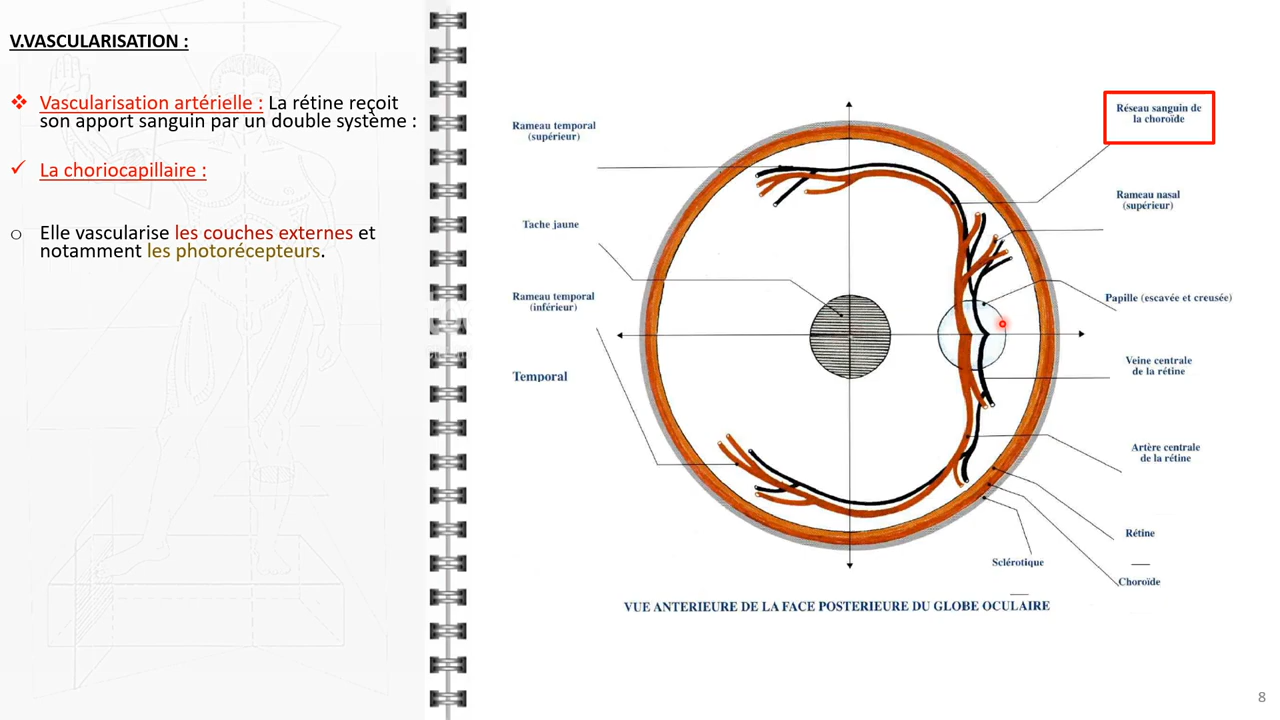 V.VASCULARISATION :
❖ Vascularisation artérielle : La rétine reçoit
son apport sanguin par un double système :
✓ La choriocapillaire :
o Elle vascularise les couches externes et
notamment les photorécepteurs.
Rameau temporal
(supérieur)
Tache jaune
Rameau temporal
(inférieur)
Temporal
Réseau sanguin de
la choroïde
Rameau nasal
(supérieur)
Papille (escavée et creusée)
Veine centrale
de la rétine
Artère centrale
de la rétine
Rétine
Sclérotique
Choroïde
VUE ANTERIEURE DE LA FACE POSTERIEURE DU GLOBE OCULAIRE
8